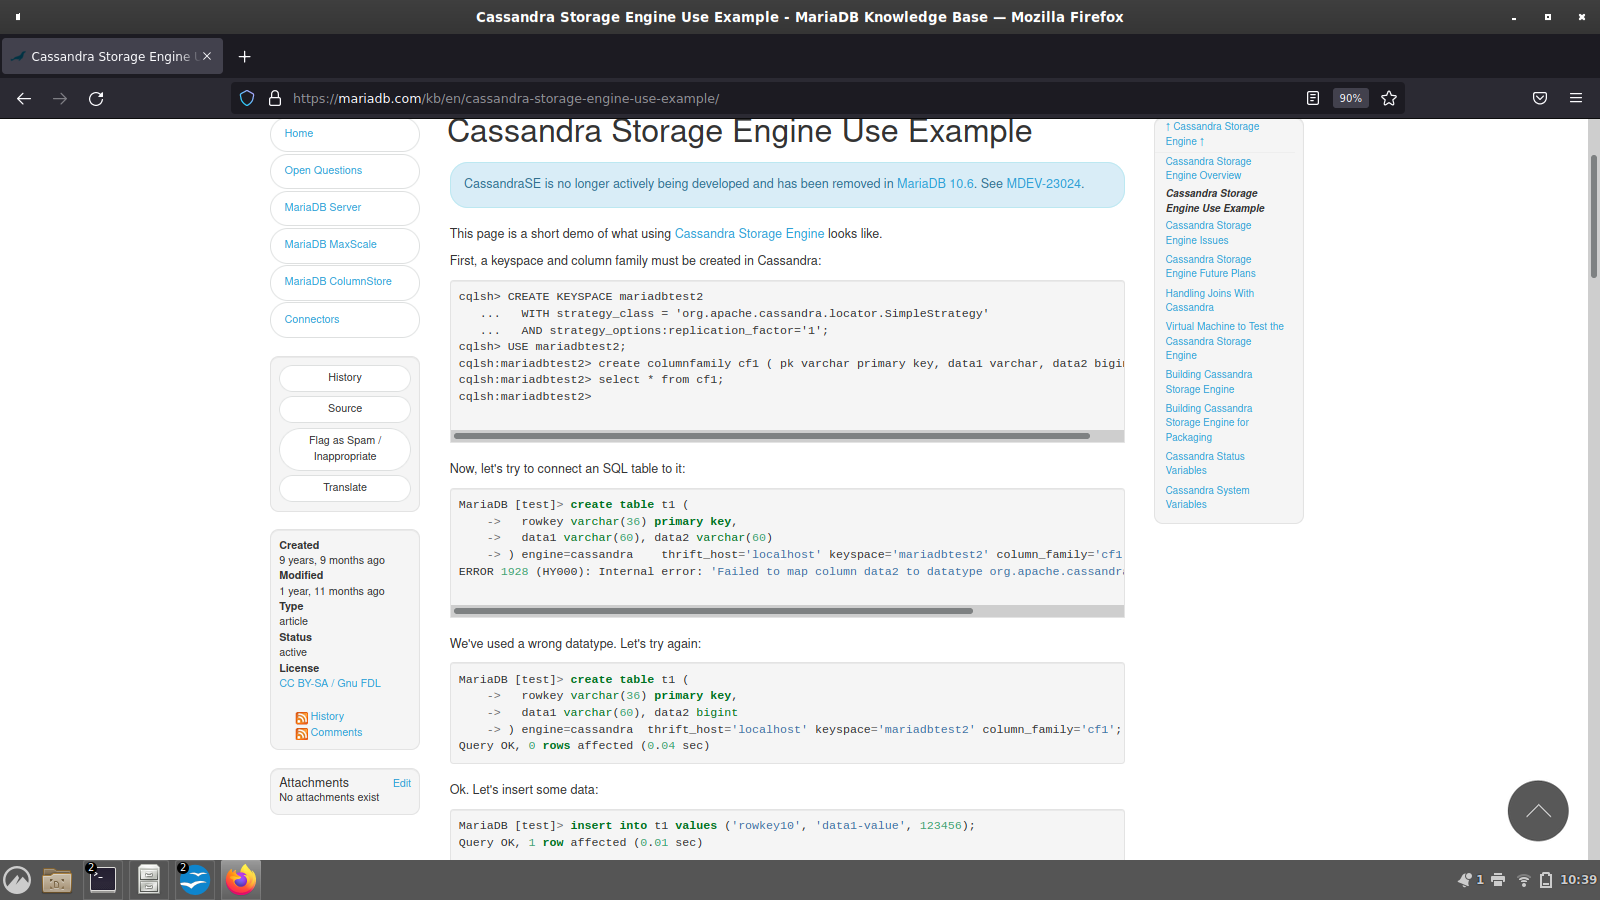 Cassandra Storage Engine Use Example - MariaDB Knowledge Base — Mozilla Firefox
Cassandra Storage Engine
https://mariadb.com/kb/en/cassandra-storage-engine-use-example/
90%
Home
Open Questions
MariaDB Server
MariaDB MaxScale
MariaDB ColumnStore
Connectors
History
Source
Flag as Spam /
Inappropriate
Translate
Created
9 years, 9 months ago
Modified
1 year, 11 months ago
Type
article
Status
active
License
CC BY-SA / Gnu FDL
History
Comments
Attachments
Edit
No attachments exist
Cassandra Storage Engine Use Example
CassandraSE is no longer actively being developed and has been removed in MariaDB 10.6. See MDEV-23024.
This page is a short demo of what using Cassandra Storage Engine looks like.
First, a keyspace and column family must be created in Cassandra:
cqlsh> CREATE KEYSPACE mariadbtest2
...   WITH strategy_class = 'org.apache.cassandra.locator.SimpleStrategy'
...   AND strategy_options:replication_factor='1';
cqlsh> USE mariadbtest2;
cqlsh:mariadbtest2> create columnfamily cf1 ( pk varchar primary key, data1 varchar, data2 bigin
cqlsh:mariadbtest2> select * from cf1;
cqlsh:mariadbtest2>
Now, let's try to connect an SQL table to it:
MariaDB [test]> create table t1 (
->   rowkey varchar(36) primary key,
->   data1 varchar(60), data2 varchar(60)
-> ) engine=cassandra    thrift_host='localhost' keyspace='mariadbtest2' column_family='cf1
ERROR 1928 (HY000): Internal error: 'Failed to map column data2 to datatype org.apache.cassandra
We've used a wrong datatype. Let's try again:
MariaDB [test]> create table t1 (
->   rowkey varchar(36) primary key,
->   data1 varchar(60), data2 bigint
-> ) engine=cassandra  thrift_host='localhost' keyspace='mariadbtest2' column_family='cf1';
Query OK, 0 rows affected (0.04 sec)
Ok. Let's insert some data:
MariaDB [test]> insert into t1 values ('rowkey10', 'data1-value', 123456);
Query OK, 1 row affected (0.01 sec)
↑ Cassandra Storage
Engine ↑
Cassandra Storage
Engine Overview
Cassandra Storage
Engine Use Example
Cassandra Storage
Engine Issues
Cassandra Storage
Engine Future Plans
Handling Joins With
Cassandra
Virtual Machine to Test the
Cassandra Storage
Engine
Building Cassandra
Storage Engine
Building Cassandra
Storage Engine for
Packaging
Cassandra Status
Variables
Cassandra System
Variables
2
2
1
10:39